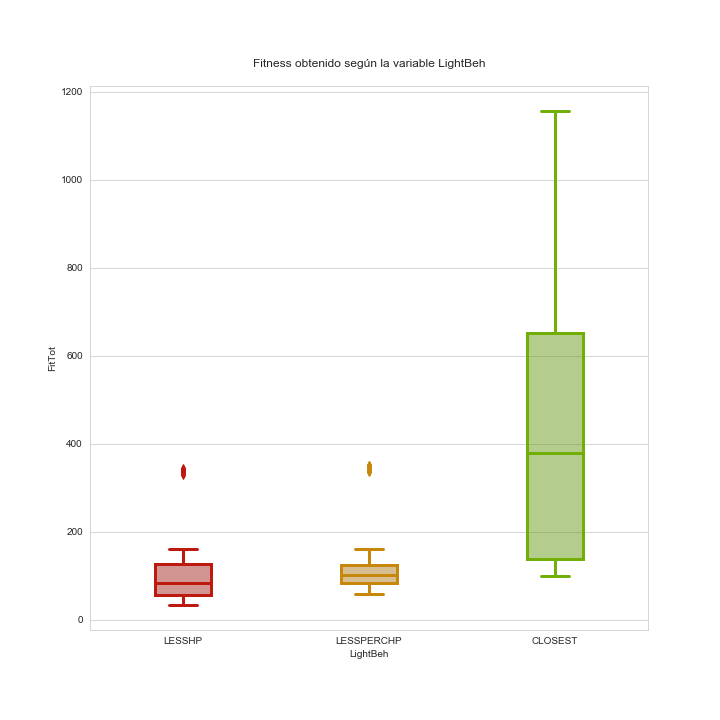 Fitness obtenido según la variable LightBeh
1200
1000
800
600
400
200
0
FitTot
LESSHP
LESSPERCHP
CLOSEST
LightBeh